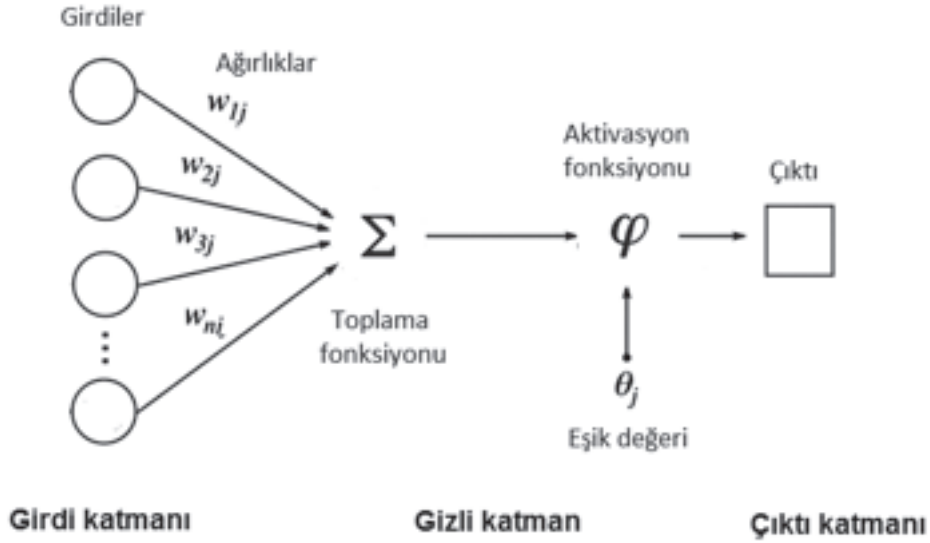 Girdiler
Ağırlıklar
w1j
w2j
w3j
wni
Σ
Toplama
fonksiyonu
Aktivasyon
fonksiyonu
φ
θj
Eşik değeri
Çıktı
Girdi katmanı
Gizli katman
Çıktı katmanı